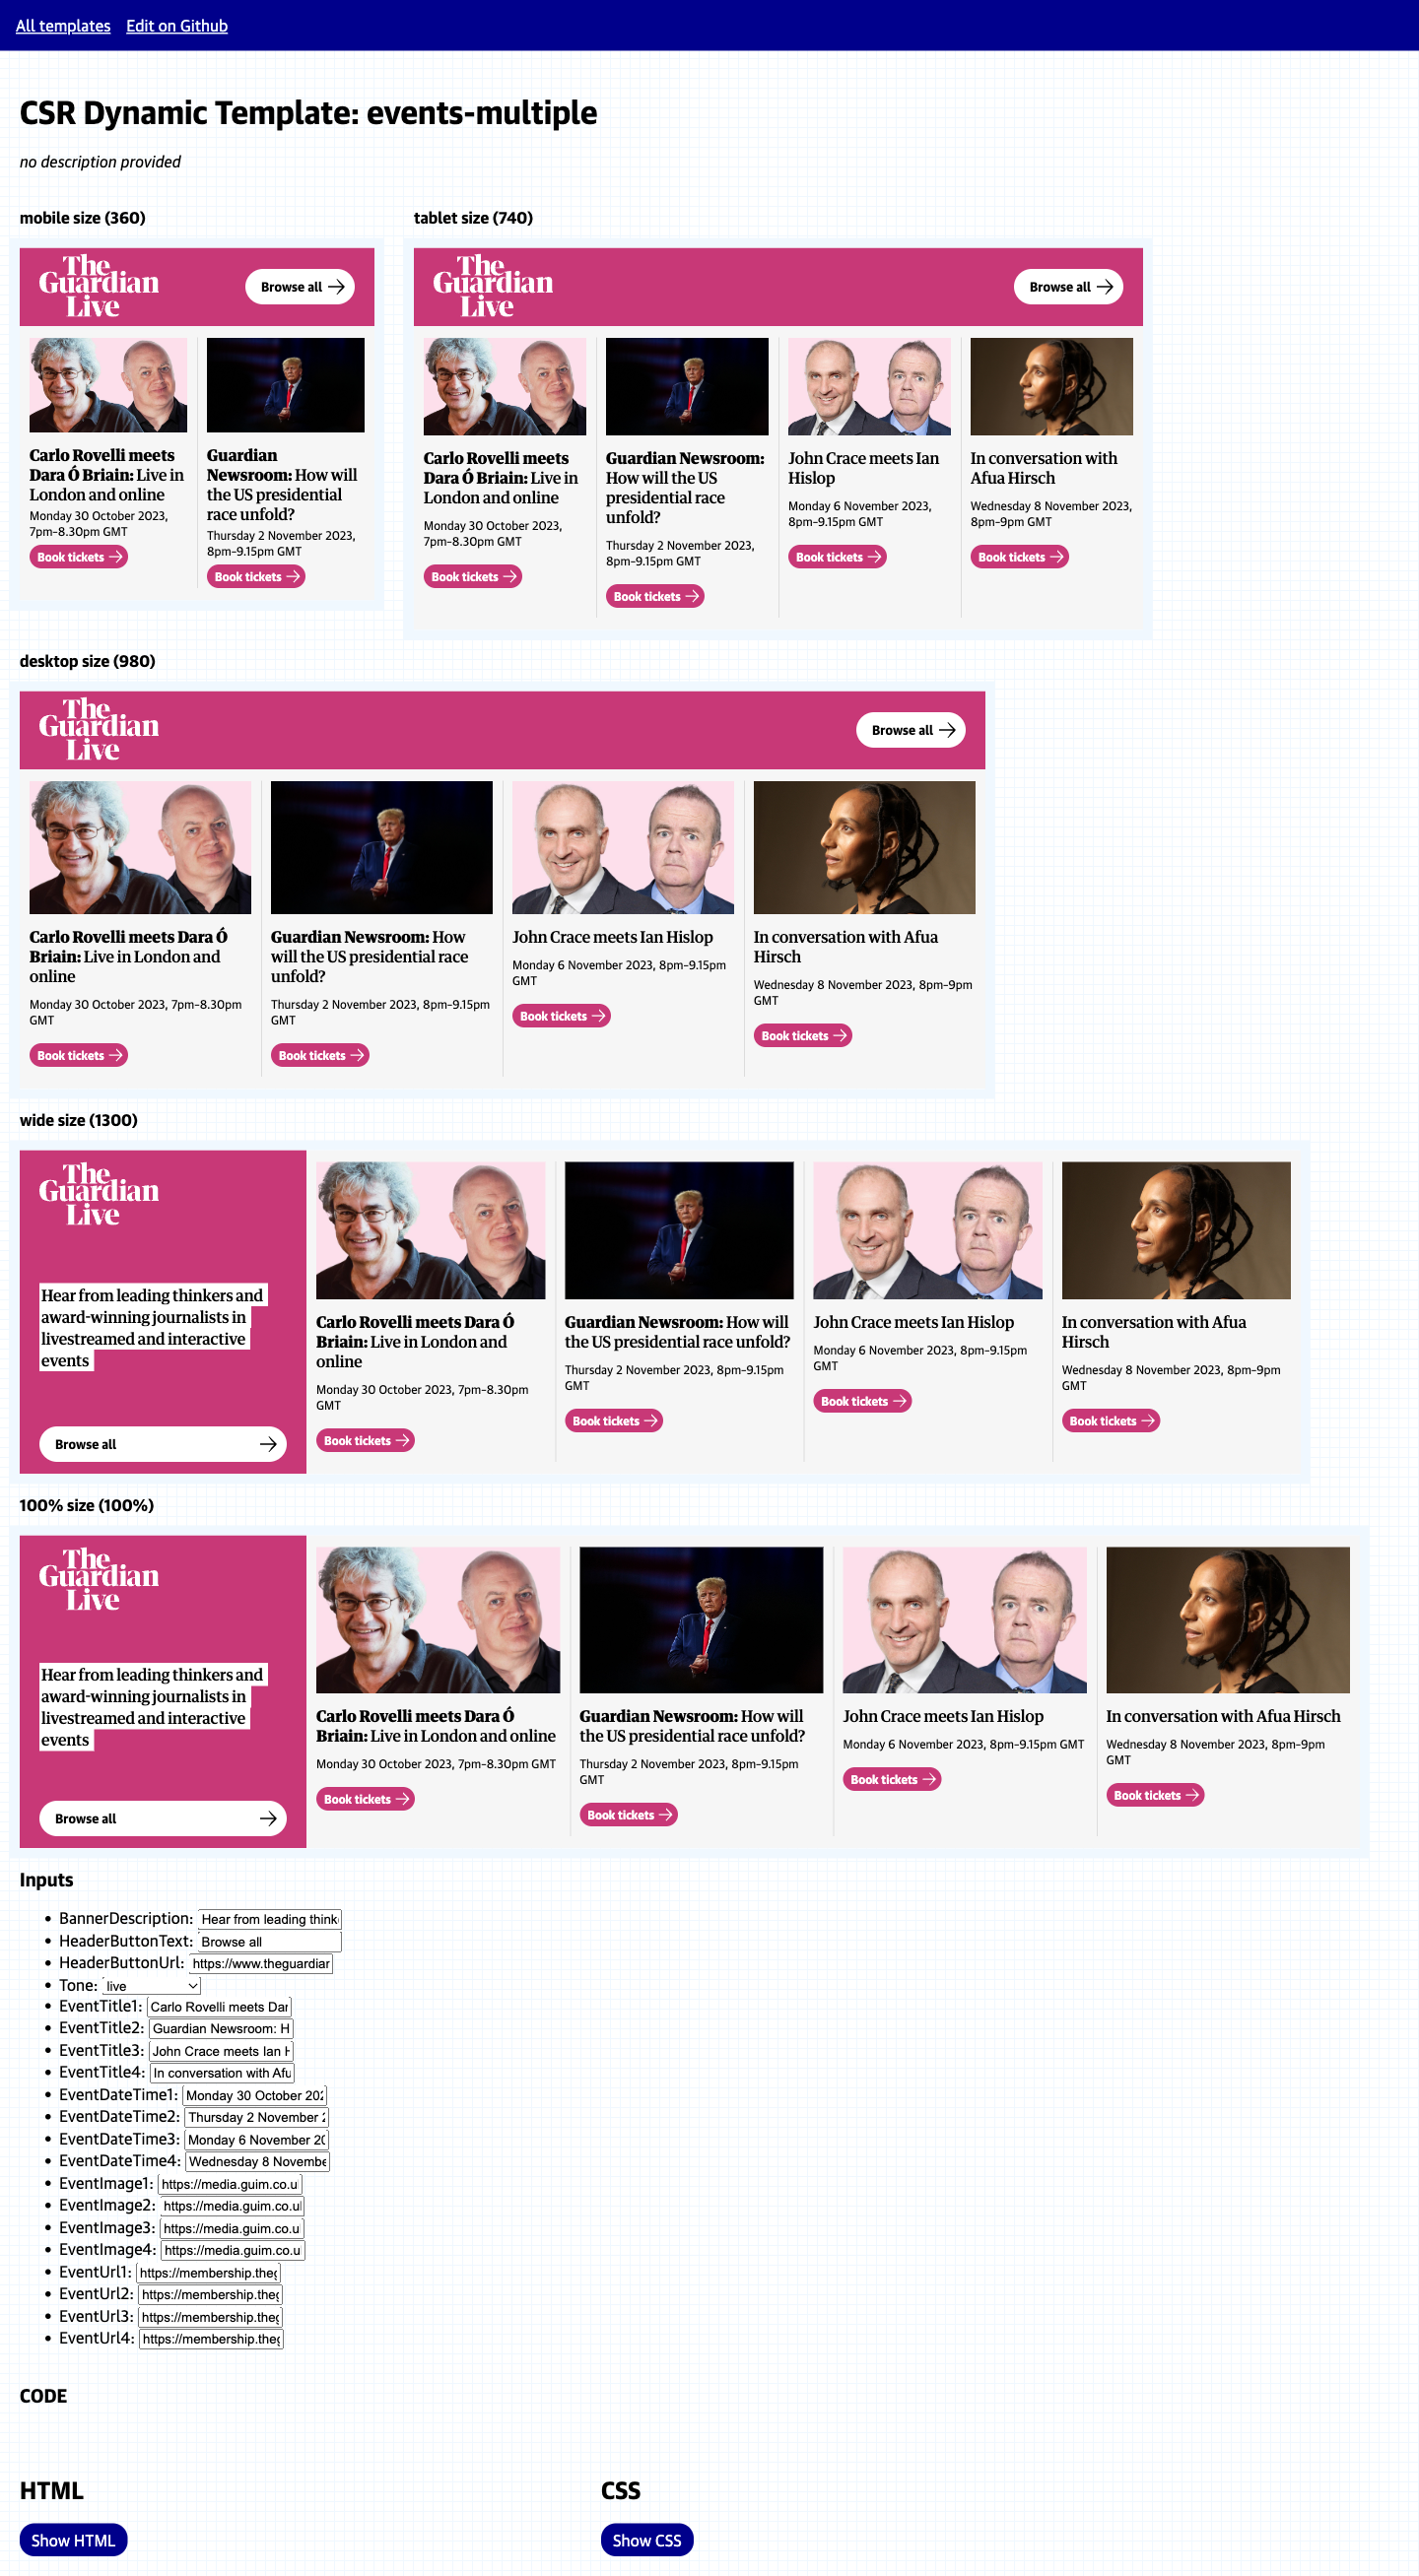 All templates Edit on Github
CSR Dynamic Template: events-multiple
no description provided
mobile size (360)
The
Guardian
Live
Browse all
Carlo Rovelli meets
Dara Ó Briain: Live in
London and online
Monday 30 October 2023,
7pm–8.30pm GMT
Book tickets
Guardian
Newsroom: How will
the US presidential
race unfold?
Thursday 2 November 2023,
8pm–9.15pm GMT
Book tickets
tablet size (740)
The
Guardian
Live
Browse all
Carlo Rovelli meets
Dara Ó Briain: Live in
London and online
Monday 30 October 2023,
7pm–8.30pm GMT
Book tickets
Guardian Newsroom:
How will the US
presidential race
unfold?
Thursday 2 November 2023,
8pm–9.15pm GMT
Book tickets
John Crace meets Ian
Hislop
Monday 6 November 2023,
8pm–9.15pm GMT
Book tickets
In conversation with
Afua Hirsch
Wednesday 8 November 2023,
8pm–9pm GMT
Book tickets
desktop size (980)
The
Guardian
Live
Browse all
Carlo Rovelli meets Dara Ó
Briain: Live in London and
online
Monday 30 October 2023, 7pm–8.30pm
GMT
Book tickets
Guardian Newsroom: How
will the US presidential race
unfold?
Thursday 2 November 2023, 8pm–9.15pm
GMT
Book tickets
John Crace meets Ian Hislop
Monday 6 November 2023, 8pm–9.15pm
GMT
Book tickets
In conversation with Afua
Hirsch
Wednesday 8 November 2023, 8pm–9pm
GMT
Book tickets
wide size (1300)
The
Guardian
Live
Hear from leading thinkers and
award-winning journalists in
livestreamed and interactive
events
Browse all
Carlo Rovelli meets Dara Ó
Briain: Live in London and
online
Monday 30 October 2023, 7pm–8.30pm
GMT
Book tickets
Guardian Newsroom: How will
the US presidential race unfold?
Thursday 2 November 2023, 8pm–9.15pm
GMT
Book tickets
John Crace meets Ian Hislop
Monday 6 November 2023, 8pm–9.15pm
GMT
Book tickets
In conversation with Afua
Hirsch
Wednesday 8 November 2023, 8pm–9pm
GMT
Book tickets
100% size (100%)
The
Guardian
Live
Hear from leading thinkers and
award-winning journalists in
livestreamed and interactive
events
Browse all
Carlo Rovelli meets Dara Ó
Briain: Live in London and online
Monday 30 October 2023, 7pm–8.30pm GMT
Book tickets
Guardian Newsroom: How will
the US presidential race unfold?
Thursday 2 November 2023, 8pm–9.15pm
GMT
Book tickets
John Crace meets Ian Hislop
Monday 6 November 2023, 8pm–9.15pm GMT
Book tickets
In conversation with Afua Hirsch
Wednesday 8 November 2023, 8pm–9pm
GMT
Book tickets
Inputs
BannerDescription: Hear from leading think
HeaderButtonText: Browse all
HeaderButtonUrl: https://www.theguardian
Tone: live
EventTitle1: Carlo Rovelli meets Dar
EventTitle2: Guardian Newsroom: H
EventTitle3: John Crace meets Ian H
EventTitle4: In conversation with Afu
EventDateTime1: Monday 30 October 202
EventDateTime2: Thursday 2 November 2
EventDateTime3: Monday 6 November 20
EventDateTime4: Wednesday 8 Novembe
EventImage1: https://media.guim.co.u
EventImage2: https://media.guim.co.u
EventImage3: https://media.guim.co.u
EventImage4: https://media.guim.co.u
EventUrl1: https://membership.theg
EventUrl2: https://membership.theg
EventUrl3: https://membership.theg
EventUrl4: https://membership.theg
CODE
HTML
Show HTML
CSS
Show CSS